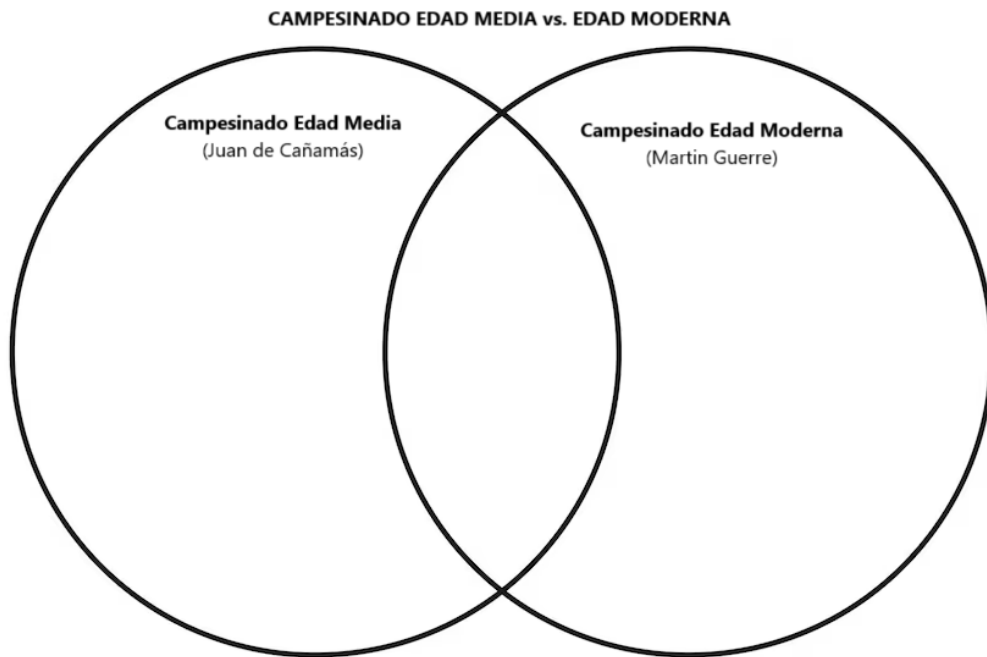 CAMPESINADO EDAD MEDIA vs. EDAD MODERNA
Campesinado Edad Media
(Juan de Cañamás)
Campesinado Edad Moderna
(Martin Guerre)